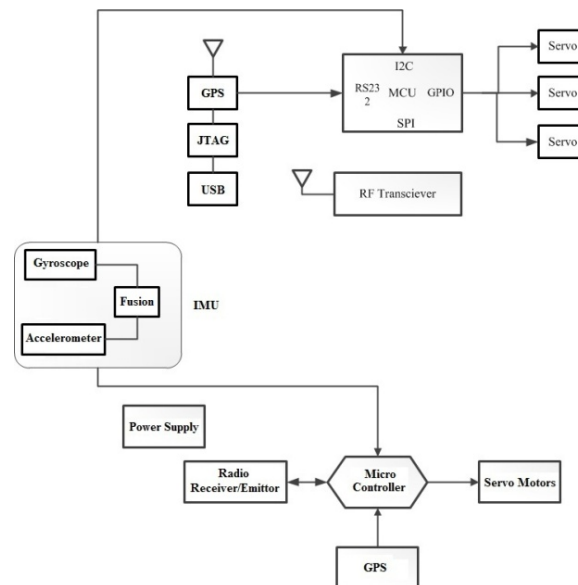 Servo
I2C
GPS
RS23
2
MCU
GPIO
Servo
SPI
JTAG
Servo
USB
RF Transciever
Gyroscope
Fusion
IMU
Accelerometer
Power Supply
Radio
Receiver/Emittor
Micro
Controller
Servo Motors
GPS